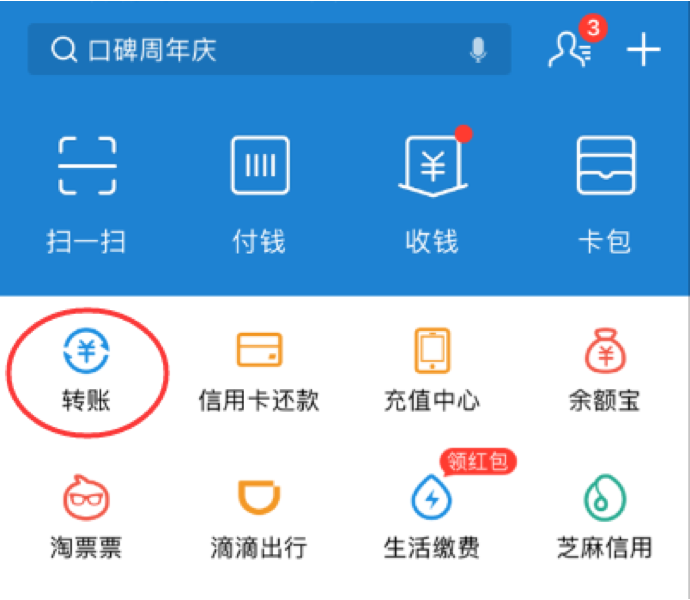 口碑周年庆
3
扫一扫 付钱 收钱 卡包
转账 信用卡还款 充值中心 余额宝
领红包
淘票票 滴滴出行 生活缴费 芝麻信用